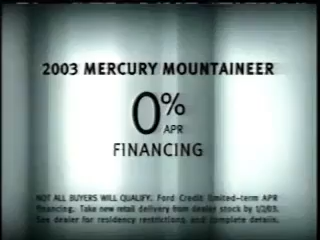 2003 MERCURY MOUNTAINEER
0%
APR
FINANCING
NOT ALL BUYERS WILL QUALIFY. Ford Credit limited-term APR
financing. Take new retail delivery from dealer stock by 1/2/03.
See dealer for residency restrictions and complete details.